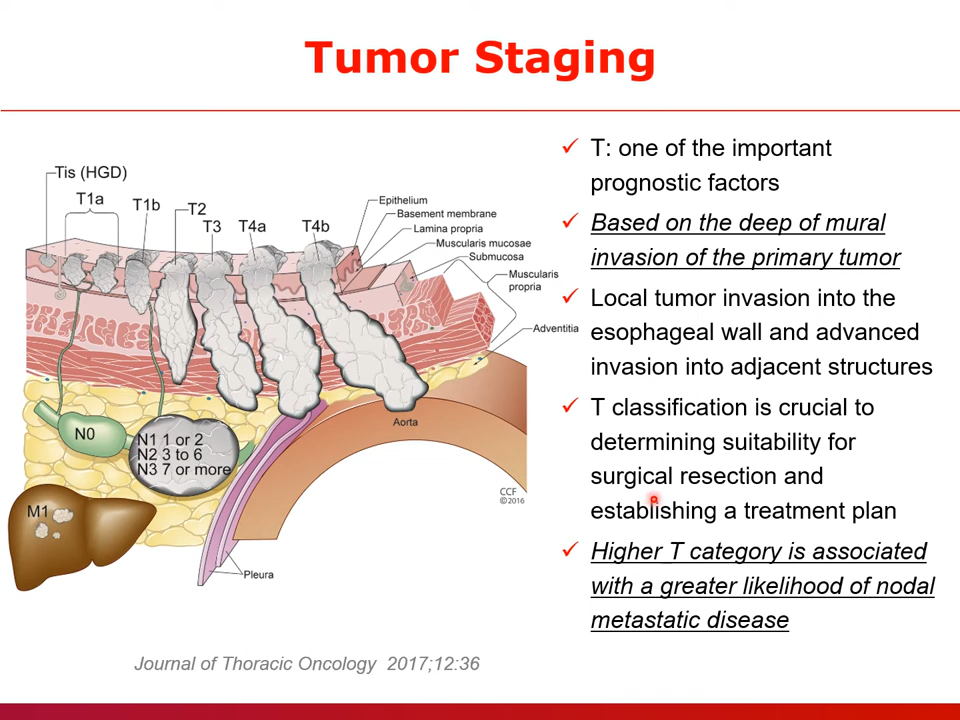 Tumor Staging
Tis (HGD)
T1a
T1b
T2
T3
T4a
T4b
Epithelium
Basement membrane
Lamina propria
Muscularis mucosae
Submucosa
Muscularis
propria
Adventitia
Aorta
N0
N1 1 or 2
N2 3 to 6
N3 7 or more
M1
CCF
©2016
Pleura
✓ T: one of the important
prognostic factors
✓ Based on the deep of mural
invasion of the primary tumor
✓ Local tumor invasion into the
esophageal wall and advanced
invasion into adjacent structures
✓ T classification is crucial to
determining suitability for
surgical resection and
establishing a treatment plan
✓ Higher T category is associated
with a greater likelihood of nodal
metastatic disease
Journal of Thoracic Oncology 2017;12:36